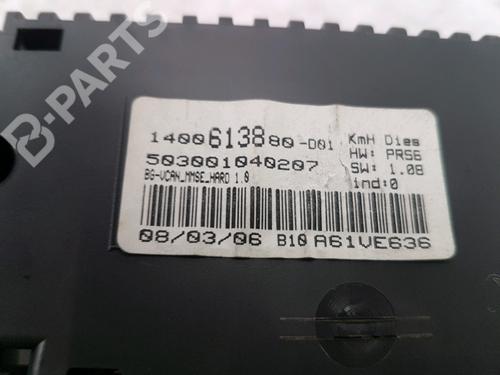 B-PARTS
1400613880-D01 KmH Dies
503001040207 HW: PRS6
BG-VCAN_MMSE_HARD 1.0 SW: 1.08
ind:0
08/03/06 B10 A61VE636